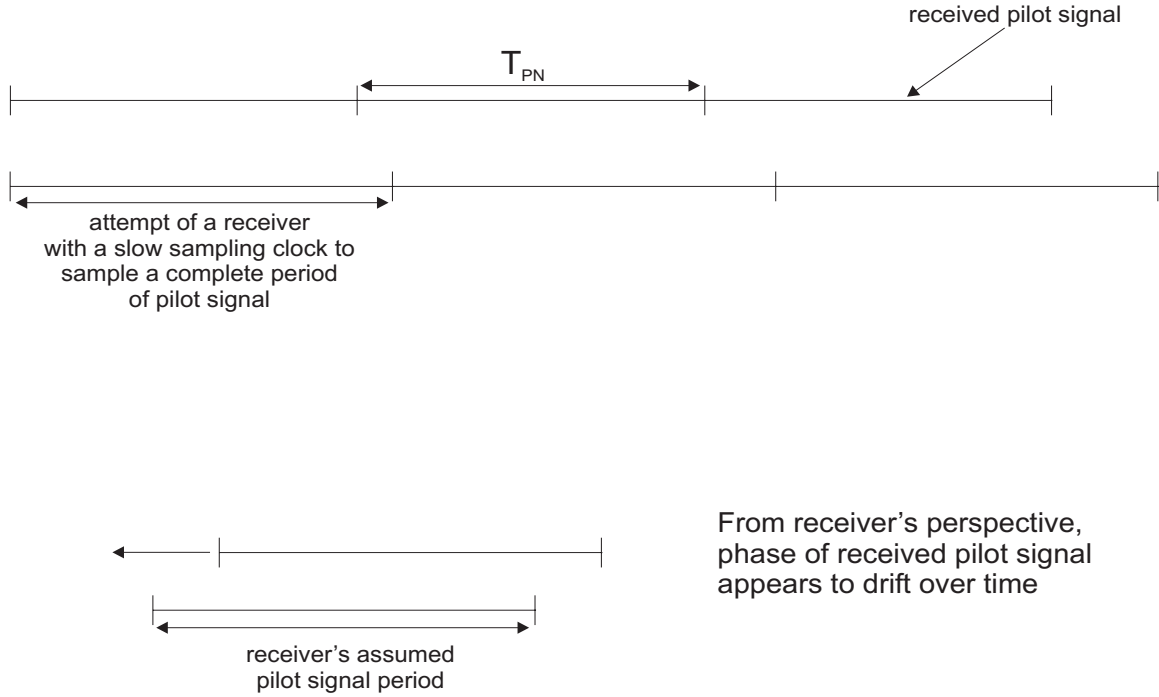 received pilot signal
T_PN
attempt of a receiver
with a slow sampling clock to
sample a complete period
of pilot signal
From receiver's perspective,
phase of received pilot signal
appears to drift over time
receiver's assumed
pilot signal period